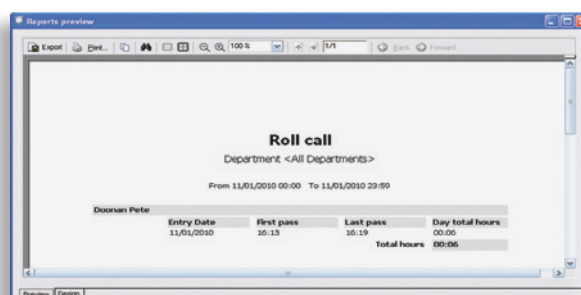 Reports preview
Export Print... 100 % 1/1 Back Forward
Roll call
Department <All Departments>
From 11/01/2010 00:00 To 11/01/2010 23:59
Doonan Pete
Entry Date First pass Last pass Day total hours
11/01/2010 16:13 16:19 00:06
Total hours 00:06
Preview Design